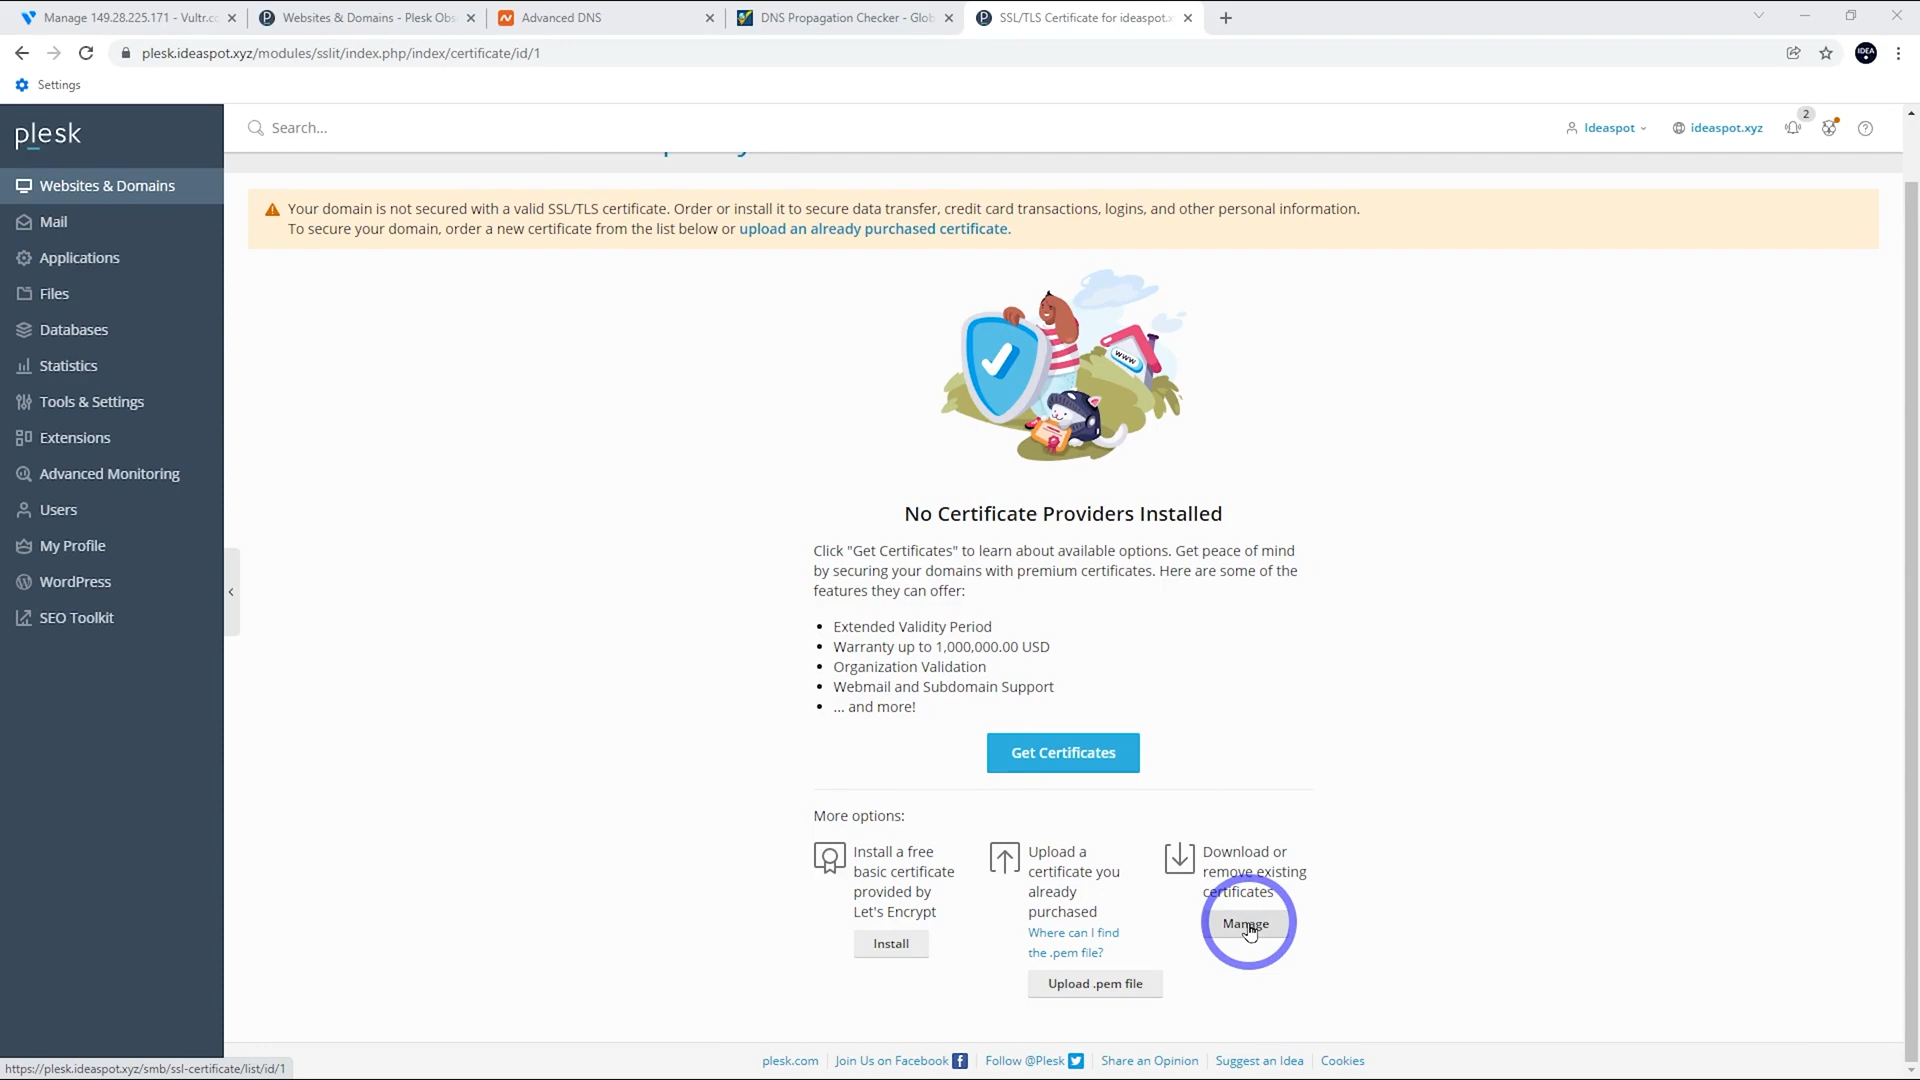 Manage 149.28.225.171 - Vultr.co
Websites & Domains - Plesk Obs
Advanced DNS
DNS Propagation Checker - Glob
SSL/TLS Certificate for ideaspot.x
plesk.ideaspot.xyz/modules/sslit/index.php/index/certificate/id/1
IDEA
Settings
plesk
Search...
Ideaspot
ideaspot.xyz
2
Websites & Domains
Mail
Applications
Files
Databases
Statistics
Tools & Settings
Extensions
Advanced Monitoring
Users
My Profile
WordPress
SEO Toolkit
Your domain is not secured with a valid SSL/TLS certificate. Order or install it to secure data transfer, credit card transactions, logins, and other personal information.
To secure your domain, order a new certificate from the list below or upload an already purchased certificate.
www
No Certificate Providers Installed
Click "Get Certificates" to learn about available options. Get peace of mind
by securing your domains with premium certificates. Here are some of the
features they can offer:
• Extended Validity Period
• Warranty up to 1,000,000.00 USD
• Organization Validation
• Webmail and Subdomain Support
• ... and more!
Get Certificates
More options:
Install a free
basic certificate
provided by
Let's Encrypt
Install
Upload a
certificate you
already
purchased
Where can I find
the .pem file?
Upload .pem file
Download or
remove existing
certificates
Manage
https://plesk.ideaspot.xyz/smb/ssl-certificate/list/id/1
plesk.com
Join Us on Facebook
Follow @Plesk
Share an Opinion
Suggest an Idea
Cookies